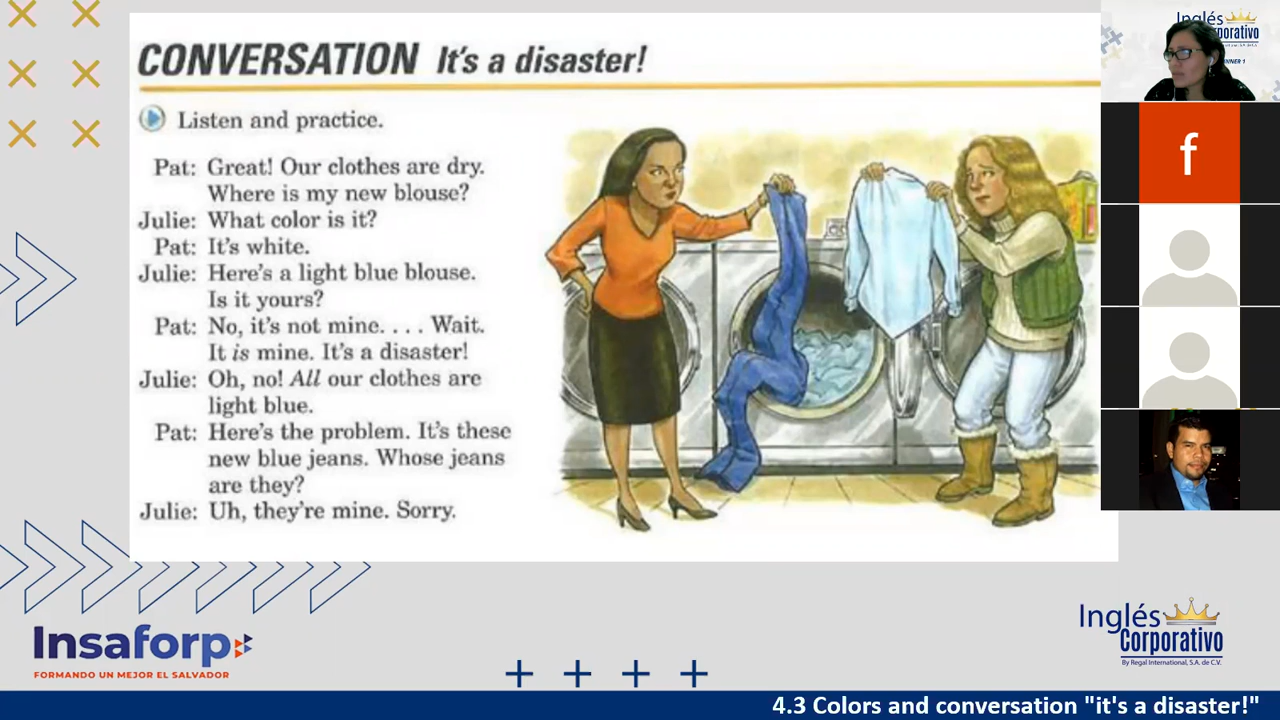 CONVERSATION It's a disaster!
Listen and practice.
Pat: Great! Our clothes are dry.
Where is my new blouse?
Julie: What color is it?
Pat: It's white.
Julie: Here's a light blue blouse.
Is it yours?
Pat: No, it's not mine. . . . Wait.
It is mine. It's a disaster!
Julie: Oh, no! All our clothes are
light blue.
Pat: Here's the problem. It's these
new blue jeans. Whose jeans
are they?
Julie: Uh, they're mine. Sorry.
Inglés
f
Insaforp
FORMANDO UN MEJOR EL SALVADOR
Inglés
Corporativo
By Regal International, S.A. de C.V.
4.3 Colors and conversation "it's a disaster!"